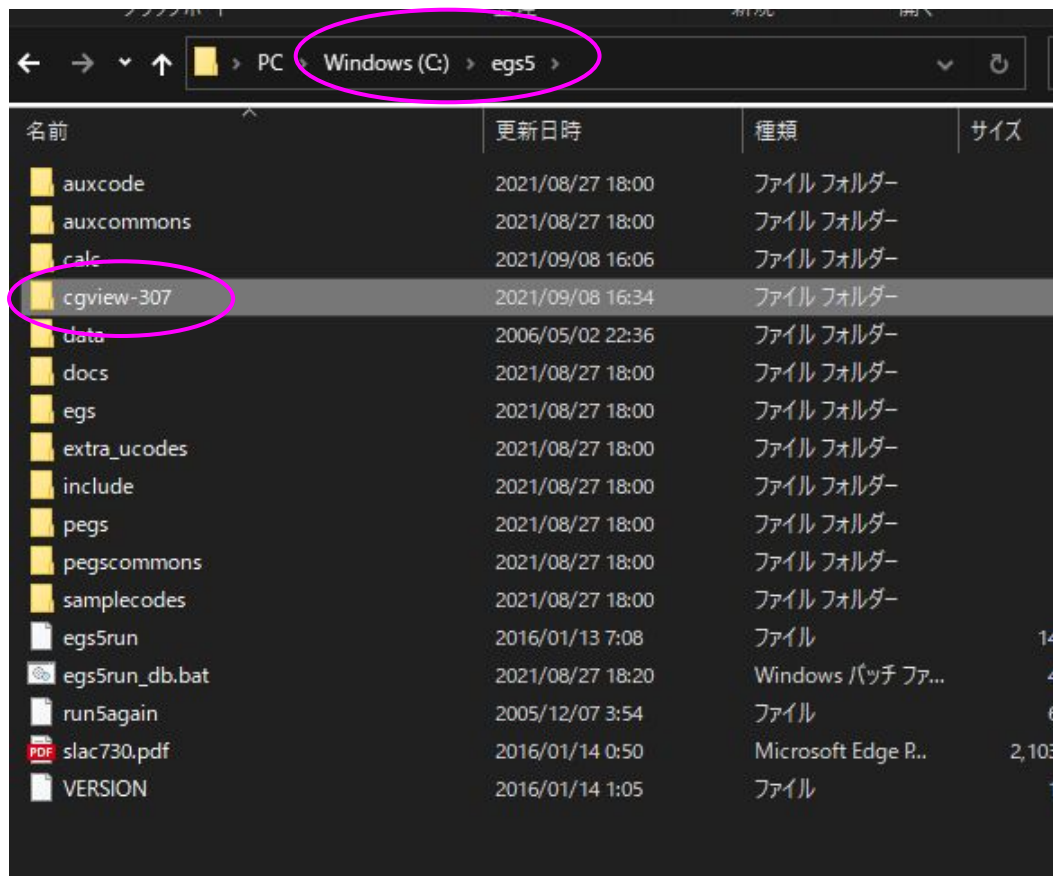 PC > Windows (C:) > egs5 >
名前 更新日時 種類 サイズ
auxcode 2021/08/27 18:00 ファイル フォルダー
auxcommons 2021/08/27 18:00 ファイル フォルダー
calc 2021/09/08 16:06 ファイル フォルダー
cgview-307 2021/09/08 16:34 ファイル フォルダー
data 2006/05/02 22:36 ファイル フォルダー
docs 2021/08/27 18:00 ファイル フォルダー
egs 2021/08/27 18:00 ファイル フォルダー
extra_ucodes 2021/08/27 18:00 ファイル フォルダー
include 2021/08/27 18:00 ファイル フォルダー
pegs 2021/08/27 18:00 ファイル フォルダー
pegscommons 2021/08/27 18:00 ファイル フォルダー
samplecodes 2021/08/27 18:00 ファイル フォルダー
egs5run 2016/01/13 7:08 ファイル 14
egs5run_db.bat 2021/08/27 18:20 Windows バッチ ファ...
run5again 2005/12/07 3:54 ファイル
PDF slac730.pdf 2016/01/14 0:50 Microsoft Edge P... 2,103
VERSION 2016/01/14 1:05 ファイル